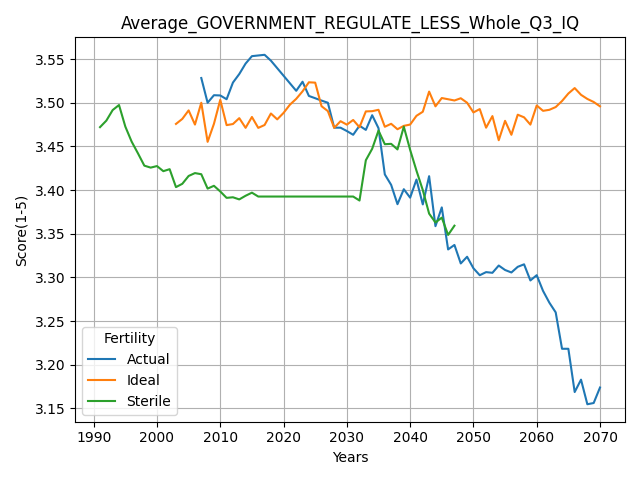 Average_GOVERNMENT_REGULATE_LESS_Whole_Q3_IQ
Score(1-5)
3.55
3.50
3.45
3.40
3.35
3.30
3.25
3.20
3.15
Fertility
Actual
Ideal
Sterile
1990 2000 2010 2020 2030 2040 2050 2060 2070
Years